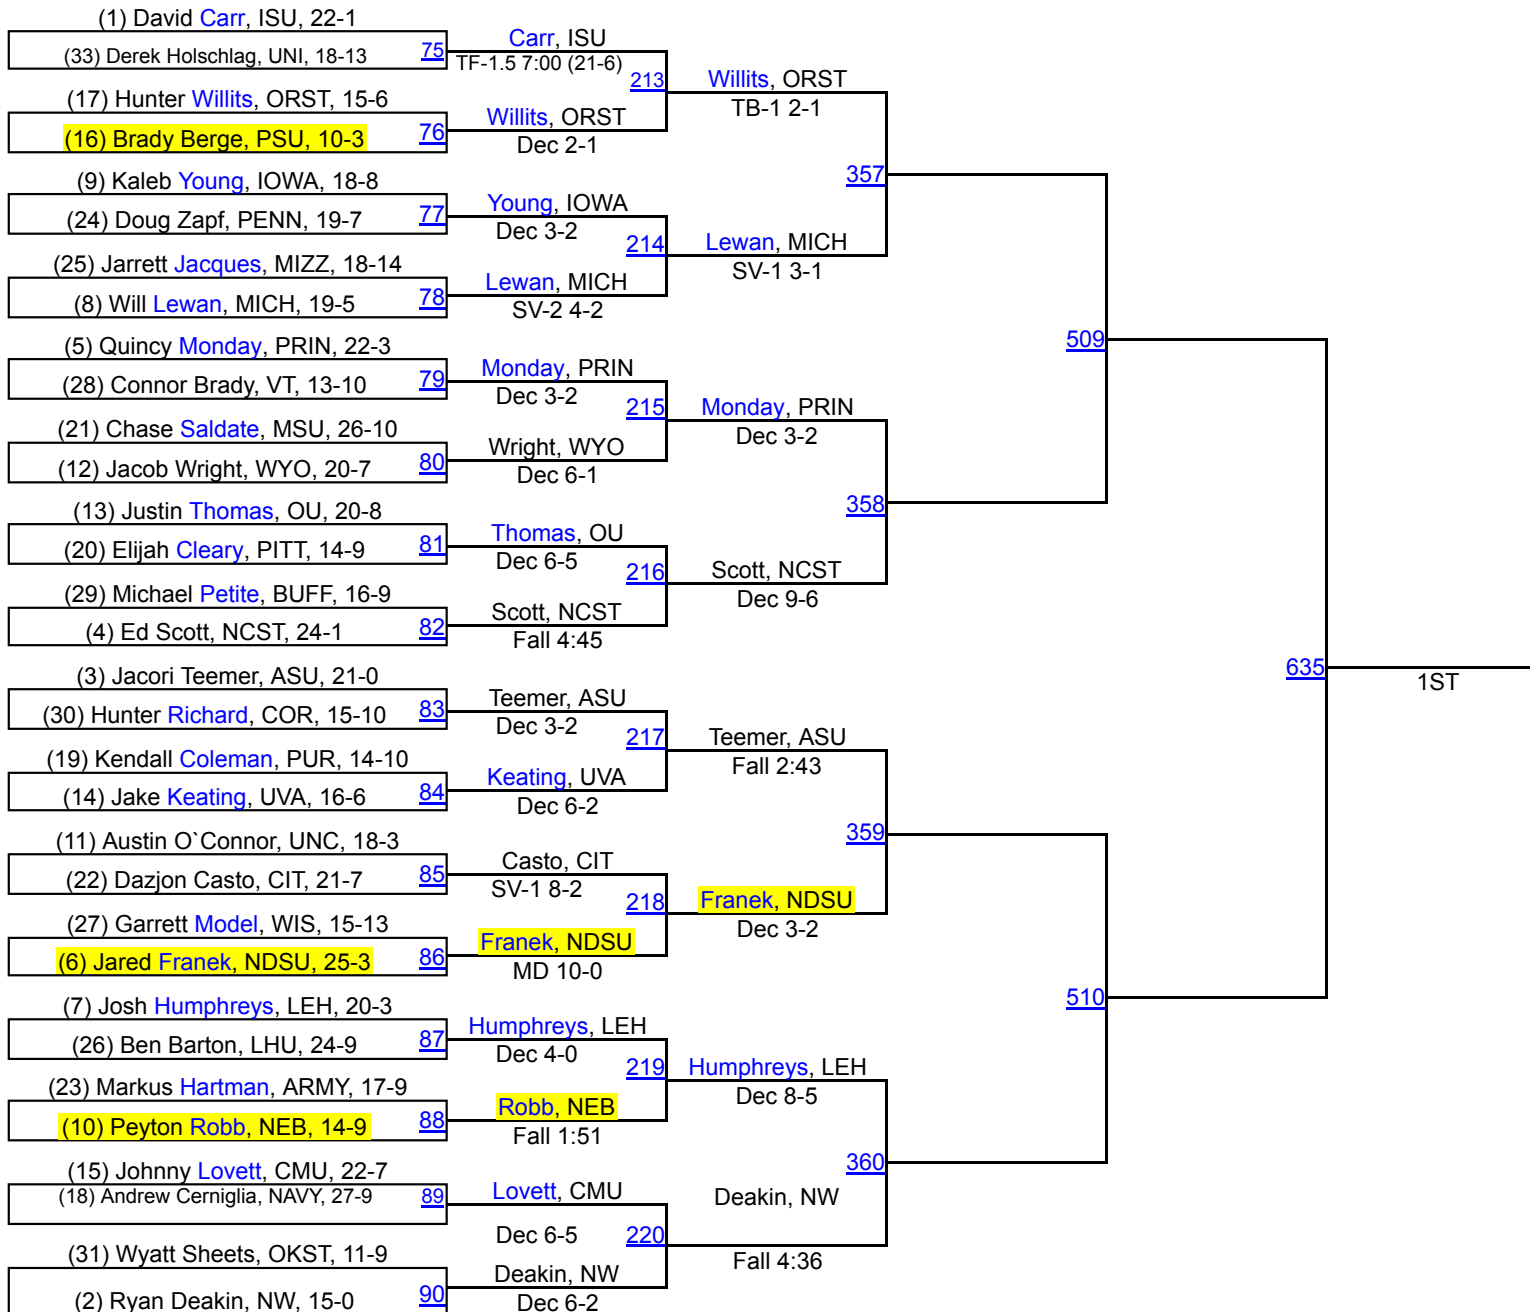 (1) David Carr, ISU, 22-1
(33) Derek Holschlag, UNI, 18-13
75
Carr, ISU
TF-1.5 7:00 (21-6)
213
Willits, ORST
TB-1 2-1
(17) Hunter Willits, ORST, 15-6
(16) Brady Berge, PSU, 10-3
76
Willits, ORST
Dec 2-1
357
(9) Kaleb Young, IOWA, 18-8
(24) Doug Zapf, PENN, 19-7
77
Young, IOWA
Dec 3-2
214
Lewan, MICH
SV-1 3-1
(25) Jarrett Jacques, MIZZ, 18-14
(8) Will Lewan, MICH, 19-5
78
Lewan, MICH
SV-2 4-2
509
(5) Quincy Monday, PRIN, 22-3
(28) Connor Brady, VT, 13-10
79
Monday, PRIN
Dec 3-2
215
Monday, PRIN
Dec 3-2
(21) Chase Saldate, MSU, 26-10
(12) Jacob Wright, WYO, 20-7
80
Wright, WYO
Dec 6-1
358
(13) Justin Thomas, OU, 20-8
(20) Elijah Cleary, PITT, 14-9
81
Thomas, OU
Dec 6-5
216
Scott, NCST
Dec 9-6
(29) Michael Petite, BUFF, 16-9
(4) Ed Scott, NCST, 24-1
82
Scott, NCST
Fall 4:45
635
1ST
(3) Jacori Teemer, ASU, 21-0
(30) Hunter Richard, COR, 15-10
83
Teemer, ASU
Dec 3-2
217
Teemer, ASU
Fall 2:43
(19) Kendall Coleman, PUR, 14-10
(14) Jake Keating, UVA, 16-6
84
Keating, UVA
Dec 6-2
359
(11) Austin O`Connor, UNC, 18-3
(22) Dazjon Casto, CIT, 21-7
85
Casto, CIT
SV-1 8-2
218
Franek, NDSU
Dec 3-2
(27) Garrett Model, WIS, 15-13
(6) Jared Franek, NDSU, 25-3
86
Franek, NDSU
MD 10-0
510
(7) Josh Humphreys, LEH, 20-3
(26) Ben Barton, LHU, 24-9
87
Humphreys, LEH
Dec 4-0
219
Humphreys, LEH
Dec 8-5
(23) Markus Hartman, ARMY, 17-9
(10) Peyton Robb, NEB, 14-9
88
Robb, NEB
Fall 1:51
360
(15) Johnny Lovett, CMU, 22-7
(18) Andrew Cerniglia, NAVY, 27-9
89
Lovett, CMU
Dec 6-5
220
Deakin, NW
Fall 4:36
(31) Wyatt Sheets, OKST, 11-9
(2) Ryan Deakin, NW, 15-0
90
Deakin, NW
Dec 6-2